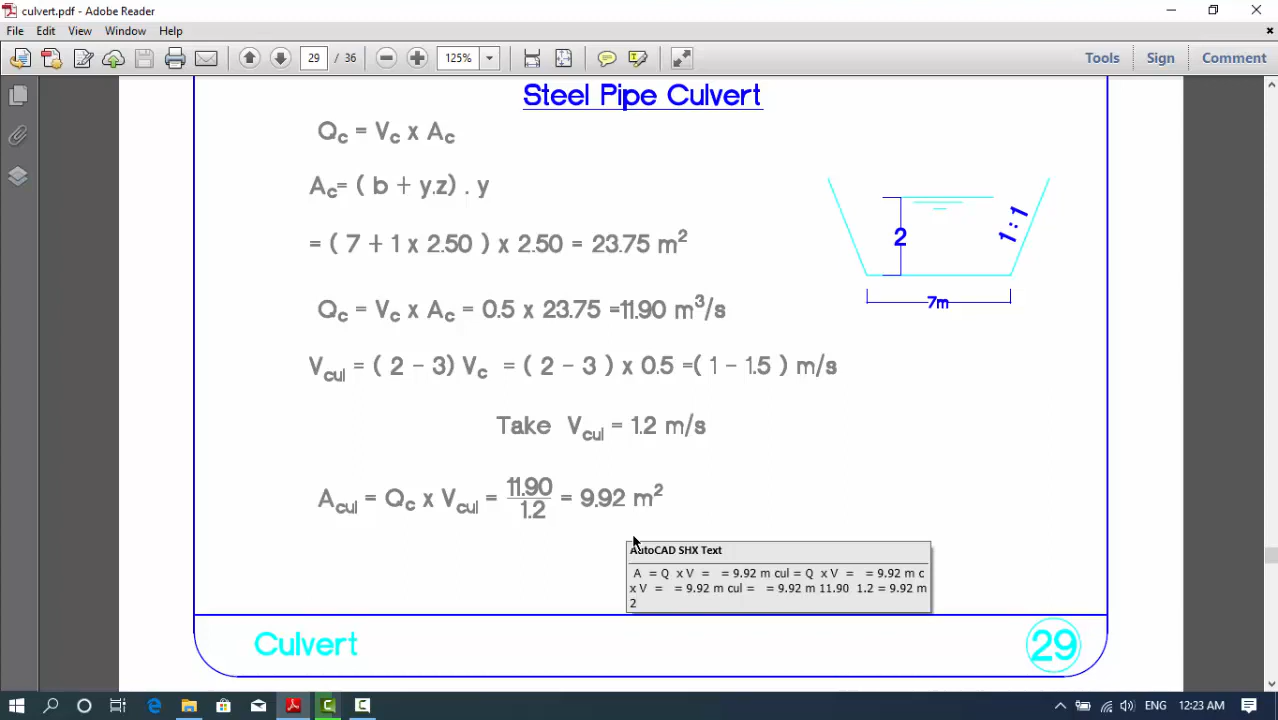 culvert.pdf - Adobe Reader
File Edit View Window Help
29 / 36 125% Tools Sign Comment
Steel Pipe Culvert
Qc = Vc x Ac
Ac= ( b + y.z) . y
= ( 7 + 1 x 2.50 ) x 2.50 = 23.75 m2
Qc = Vc x Ac = 0.5 x 23.75 =11.90 m3/s
Vcul = ( 2 - 3) Vc = ( 2 - 3 ) x 0.5 =( 1 - 1.5 ) m/s
Take Vcul = 1.2 m/s
Acul = Qc x Vcul = 11.90/1.2 = 9.92 m2
2
1 : 1
7m
AutoCAD SHX Text
A = Q x V = = 9.92 m cul = Q x V = = 9.92 m c
x V = = 9.92 m cul = = 9.92 m 11.90 1.2 = 9.92 m
2
Culvert
29
ENG 12:23 AM